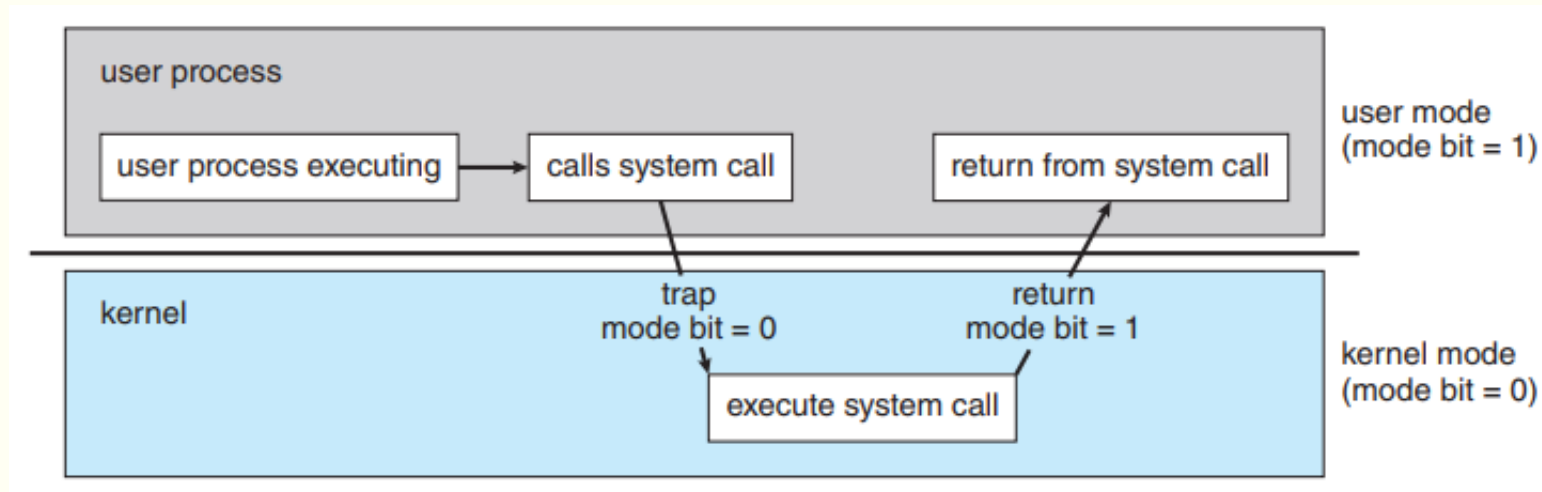 user process
user process executing
calls system call
return from system call
user mode
(mode bit = 1)
kernel
trap
mode bit = 0
return
mode bit = 1
execute system call
kernel mode
(mode bit = 0)